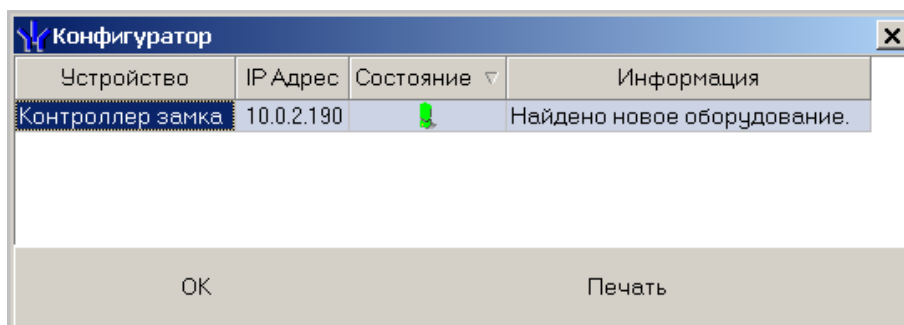 Конфигуратор
Устройство IP Адрес Состояние Информация
Контроллер замка 10.0.2.190 Найдено новое оборудование.
OK Печать